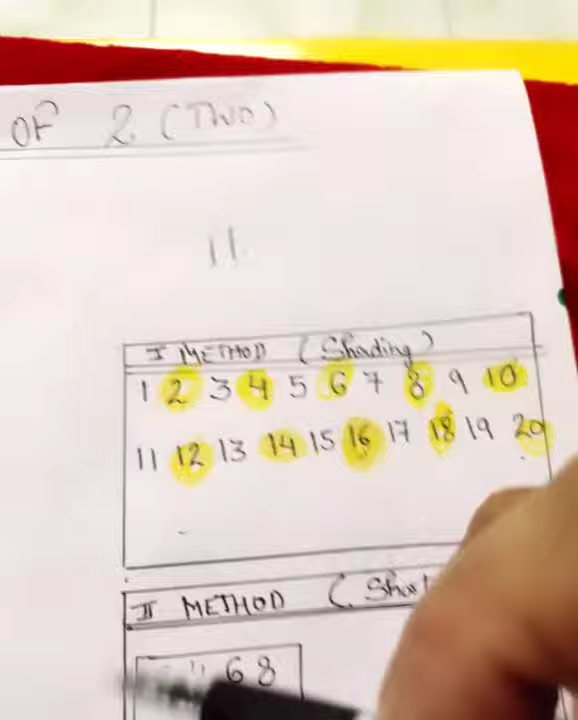 OF 2 (TWO)
11
I METHOD (Shading)
1 2 3 4 5 6 7 8 9 10
11 12 13 14 15 16 17 18 19 20
II METHOD (
6 8